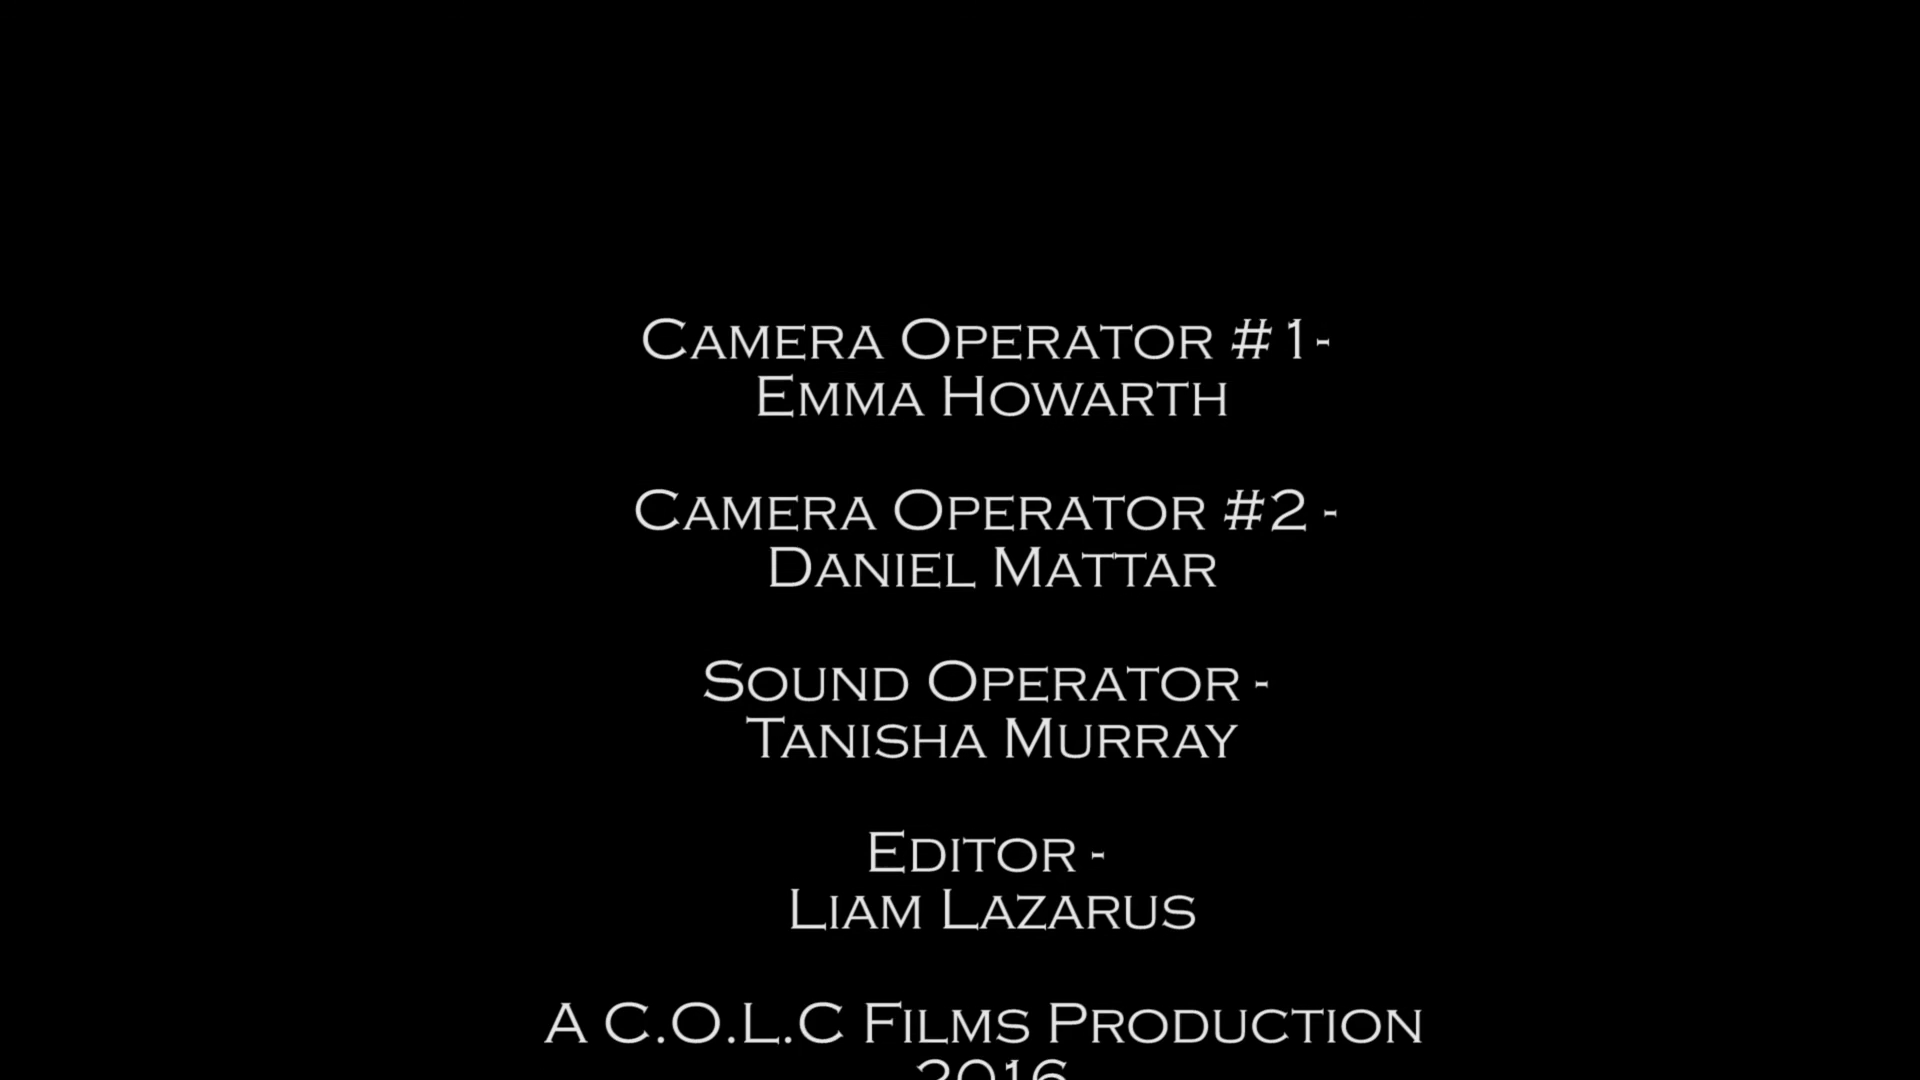 Camera Operator #1-
Emma Howarth
Camera Operator #2 -
Daniel Mattar
Sound Operator -
Tanisha Murray
Editor -
Liam Lazarus
A C.O.L.C Films Production
2016